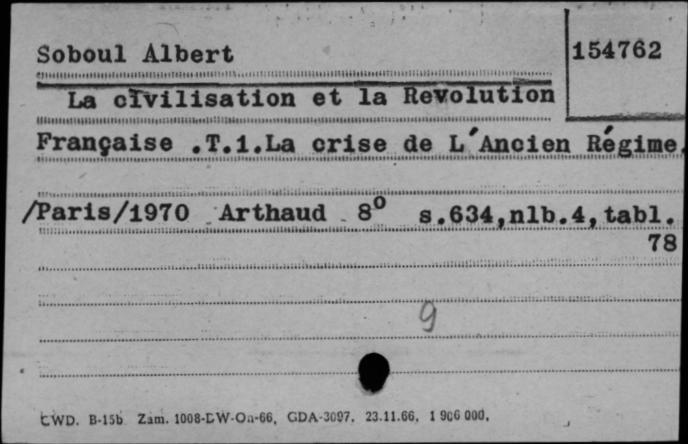 Soboul Albert
154762
La cIvilisation et la Revolution
Française .T.1.La crise de L'Ancien Régime.
/Paris/1970 Arthaud 8° s.634,nlb.4,tabl.
78
9
CWD. B-15b Zam. 1008-DW-On-66, GDA-3097. 23.11.66. 1 906 000.